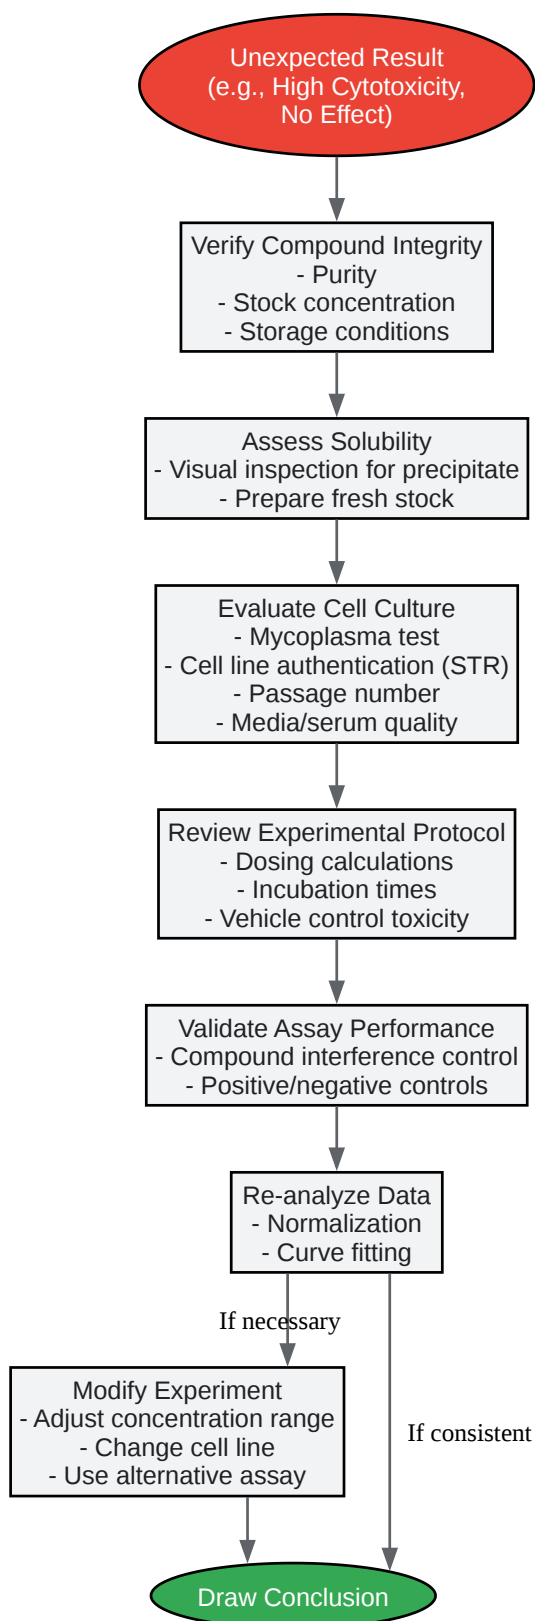 Unexpected Result
(e.g., High Cytotoxicity,
No Effect)
Verify Compound Integrity
- Purity
- Stock concentration
- Storage conditions
Assess Solubility
- Visual inspection for precipitate
- Prepare fresh stock
Evaluate Cell Culture
- Mycoplasma test
- Cell line authentication (STR)
- Passage number
- Media/serum quality
Review Experimental Protocol
- Dosing calculations
- Incubation times
- Vehicle control toxicity
Validate Assay Performance
- Compound interference control
- Positive/negative controls
Re-analyze Data
- Normalization
- Curve fitting
If necessary
Modify Experiment
- Adjust concentration range
- Change cell line
- Use alternative assay
If consistent
Draw Conclusion